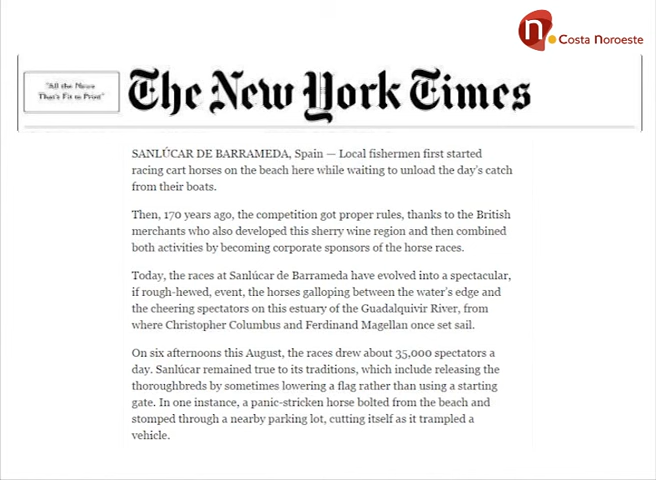 n
Costa Noroeste
"All the News
That's Fit to Print"
The New York Times
SANLÚCAR DE BARRAMEDA, Spain — Local fishermen first started
racing cart horses on the beach here while waiting to unload the day's catch
from their boats.
Then, 170 years ago, the competition got proper rules, thanks to the British
merchants who also developed this sherry wine region and then combined
both activities by becoming corporate sponsors of the horse races.
Today, the races at Sanlúcar de Barrameda have evolved into a spectacular,
if rough-hewed, event, the horses galloping between the water's edge and
the cheering spectators on this estuary of the Guadalquivir River, from
where Christopher Columbus and Ferdinand Magellan once set sail.
On six afternoons this August, the races drew about 35,000 spectators a
day. Sanlúcar remained true to its traditions, which include releasing the
thoroughbreds by sometimes lowering a flag rather than using a starting
gate. In one instance, a panic-stricken horse bolted from the beach and
stomped through a nearby parking lot, cutting itself as it trampled a
vehicle.